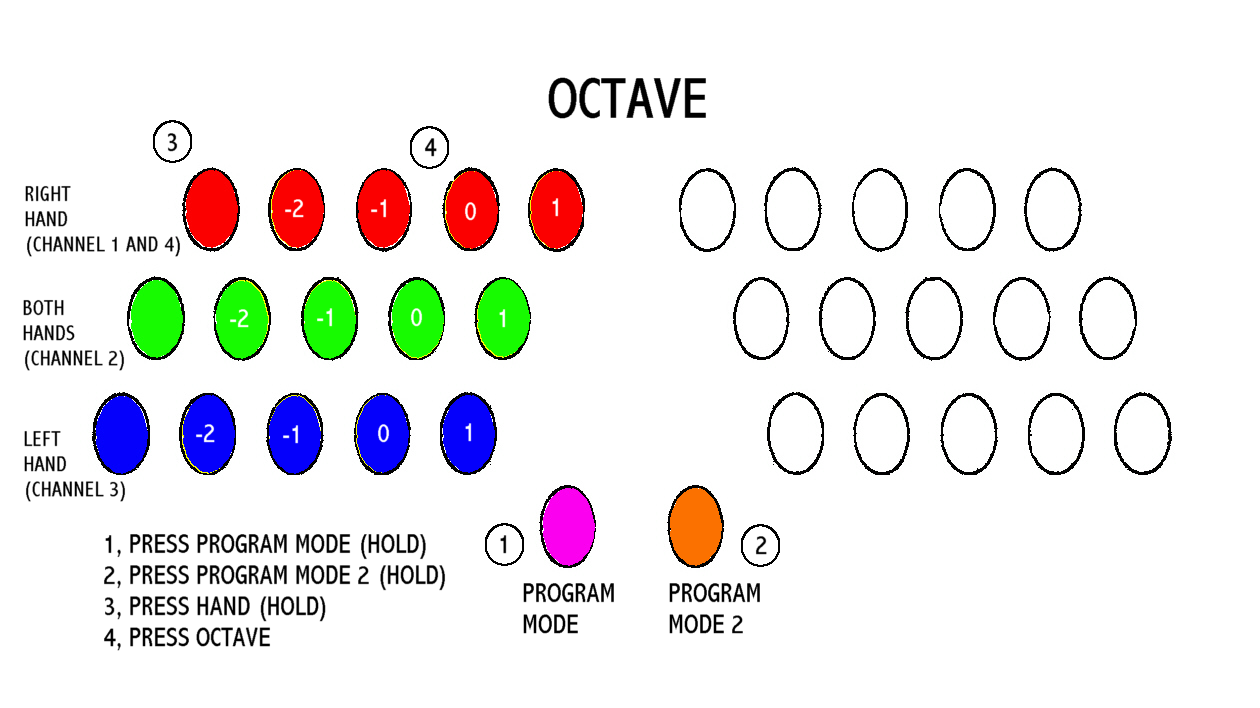 OCTAVE
3
4
RIGHT
HAND
(CHANNEL 1 AND 4)
-2 -1 0 1
BOTH
HANDS
(CHANNEL 2)
-2 -1 0 1
LEFT
HAND
(CHANNEL 3)
-2 -1 0 1
1, PRESS PROGRAM MODE (HOLD)
2, PRESS PROGRAM MODE 2 (HOLD)
3, PRESS HAND (HOLD)
4, PRESS OCTAVE
1
PROGRAM
MODE
2
PROGRAM
MODE 2